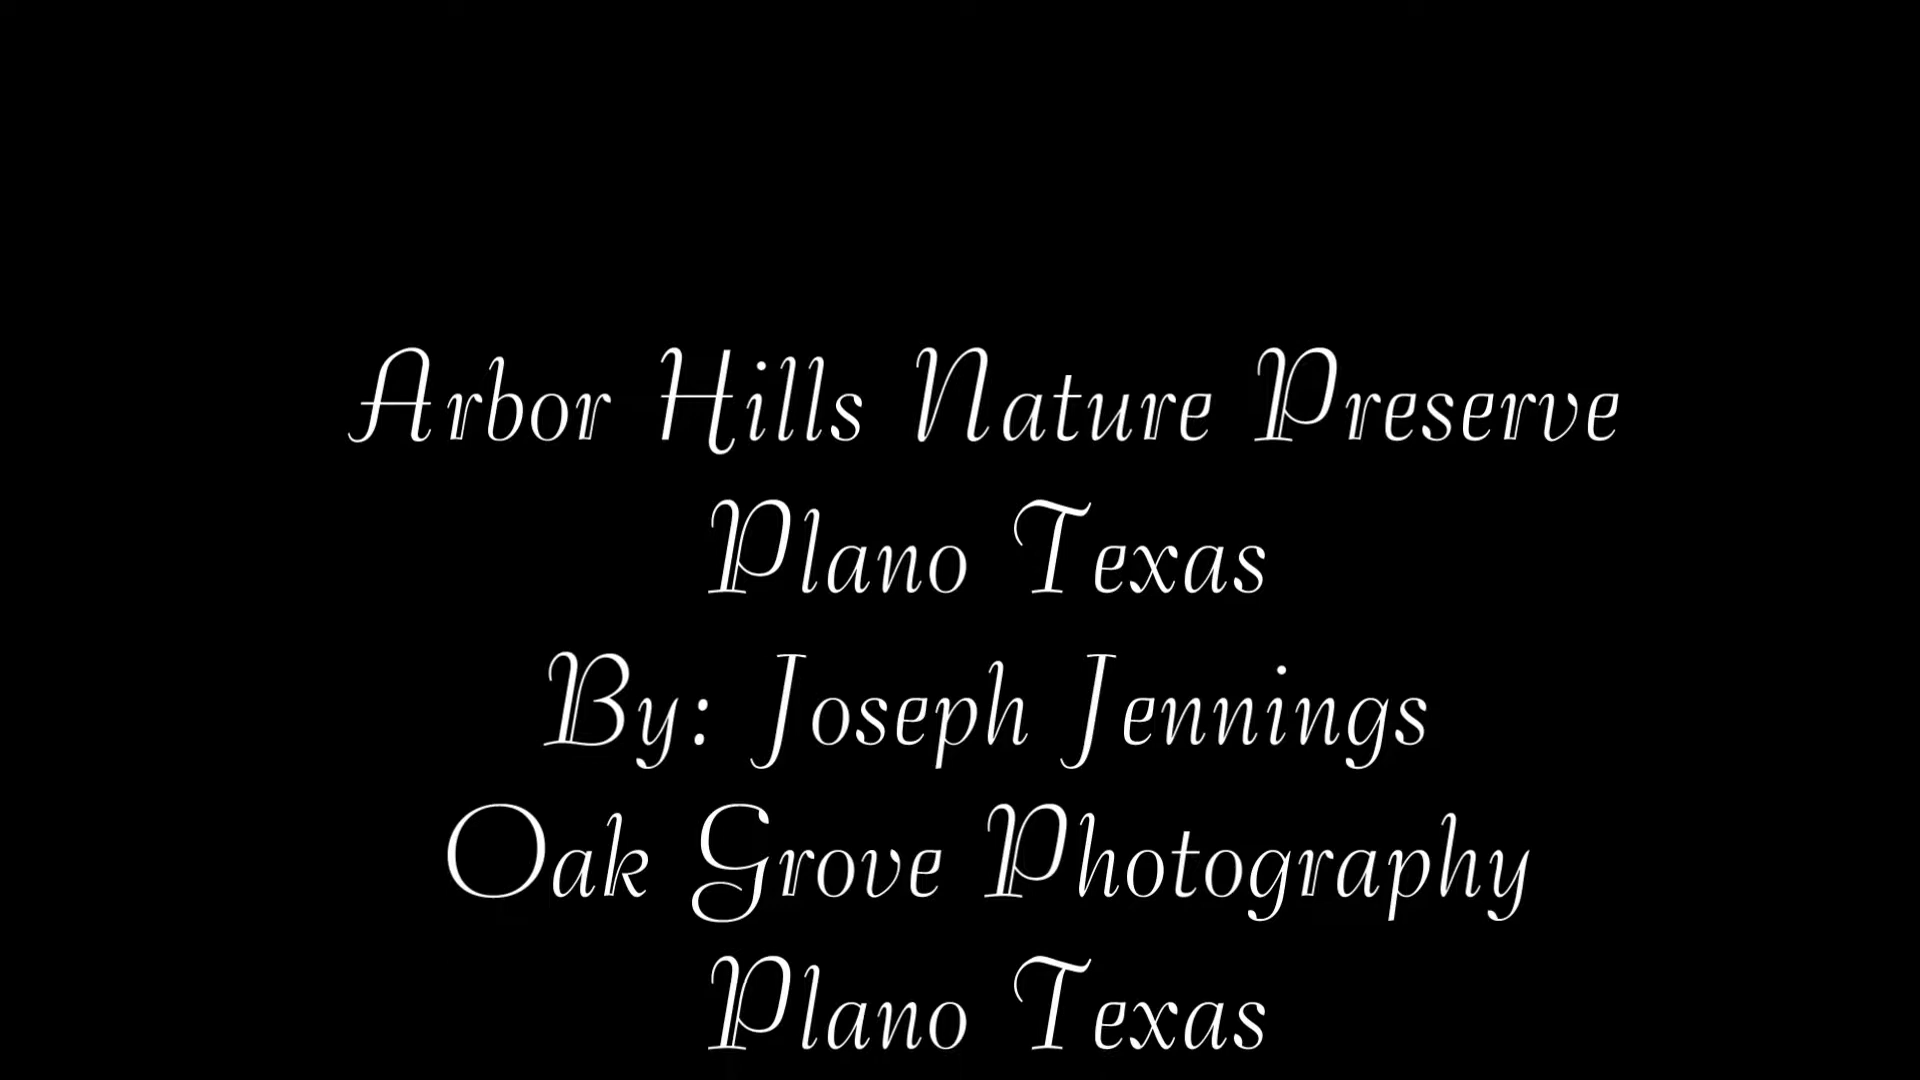 Arbor Hills Nature Preserve
Plano Texas
By: Joseph Jennings
Oak Grove Photography
Plano Texas